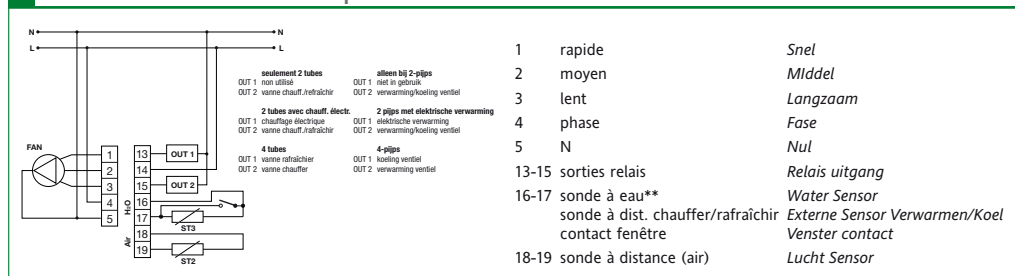 N N
L L
seulement 2 tubes
OUT 1 non utilisé
OUT 2 vanne chauff./refraîchir
alleen bij 2-pijps
OUT 1 niet in gebruik
OUT 2 verwarming/koeling ventiel
2 tubes avec chauff. électr.
OUT 1 chauffage électrique
OUT 2 vanne chauff./rafraîchir
2 pijps met elektrische verwarming
OUT 1 elektrische verwarming
OUT 2 verwarming/koeling ventiel
4 tubes
OUT 1 vanne rafraîchier
OUT 2 vanne chauffer
4-pijps
OUT 1 koeling ventiel
OUT 2 verwarming ventiel
FAN
1
2
3
4
5
13
14
15
16
17
18
19
OUT 1
OUT 2
H2O
Air
ST3
ST2
1 rapide Snel
2 moyen MIddel
3 lent Langzaam
4 phase Fase
5 N Nul
13-15 sorties relais Relais uitgang
16-17 sonde à eau** Water Sensor
sonde à dist. chauffer/rafraîchir Externe Sensor Verwarmen/Koel
contact fenêtre Venster contact
18-19 sonde à distance (air) Lucht Sensor